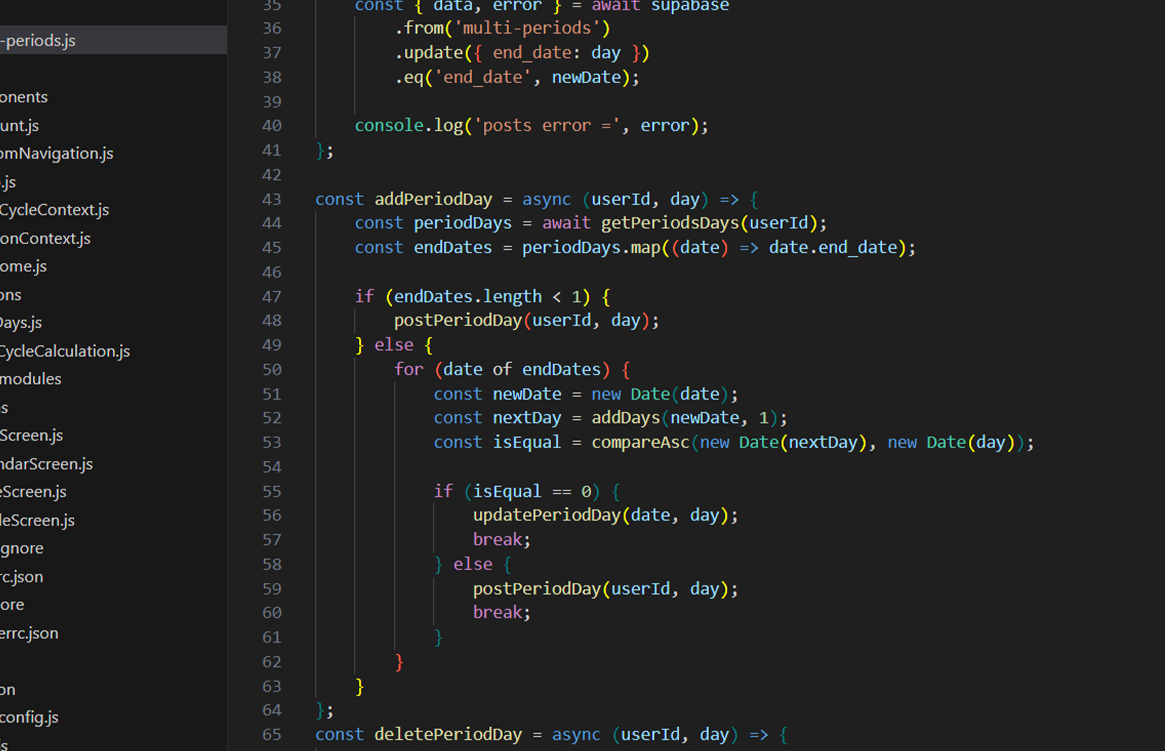 -periods.js
onents
unt.js
omNavigation.js
.js
CycleContext.js
onContext.js
ome.js
ons
Days.js
CycleCalculation.js
modules
s
Screen.js
ndarScreen.js
eScreen.js
leScreen.js
gnore
rc.json
ore
errc.json
on
config.js
s
35 const { data, error } = await supabase
36 .from('multi-periods')
37 .update({ end_date: day })
38 .eq('end_date', newDate);
39
40 console.log('posts error =', error);
41 };
42
43 const addPeriodDay = async (userId, day) => {
44 const periodDays = await getPeriodsDays(userId);
45 const endDates = periodDays.map((date) => date.end_date);
46
47 if (endDates.length < 1) {
48 postPeriodDay(userId, day);
49 } else {
50 for (date of endDates) {
51 const newDate = new Date(date);
52 const nextDay = addDays(newDate, 1);
53 const isEqual = compareAsc(new Date(nextDay), new Date(day));
54
55 if (isEqual == 0) {
56 updatePeriodDay(date, day);
57 break;
58 } else {
59 postPeriodDay(userId, day);
60 break;
61 }
62 }
63 }
64 };
65 const deletePeriodDay = async (userId, day) => {